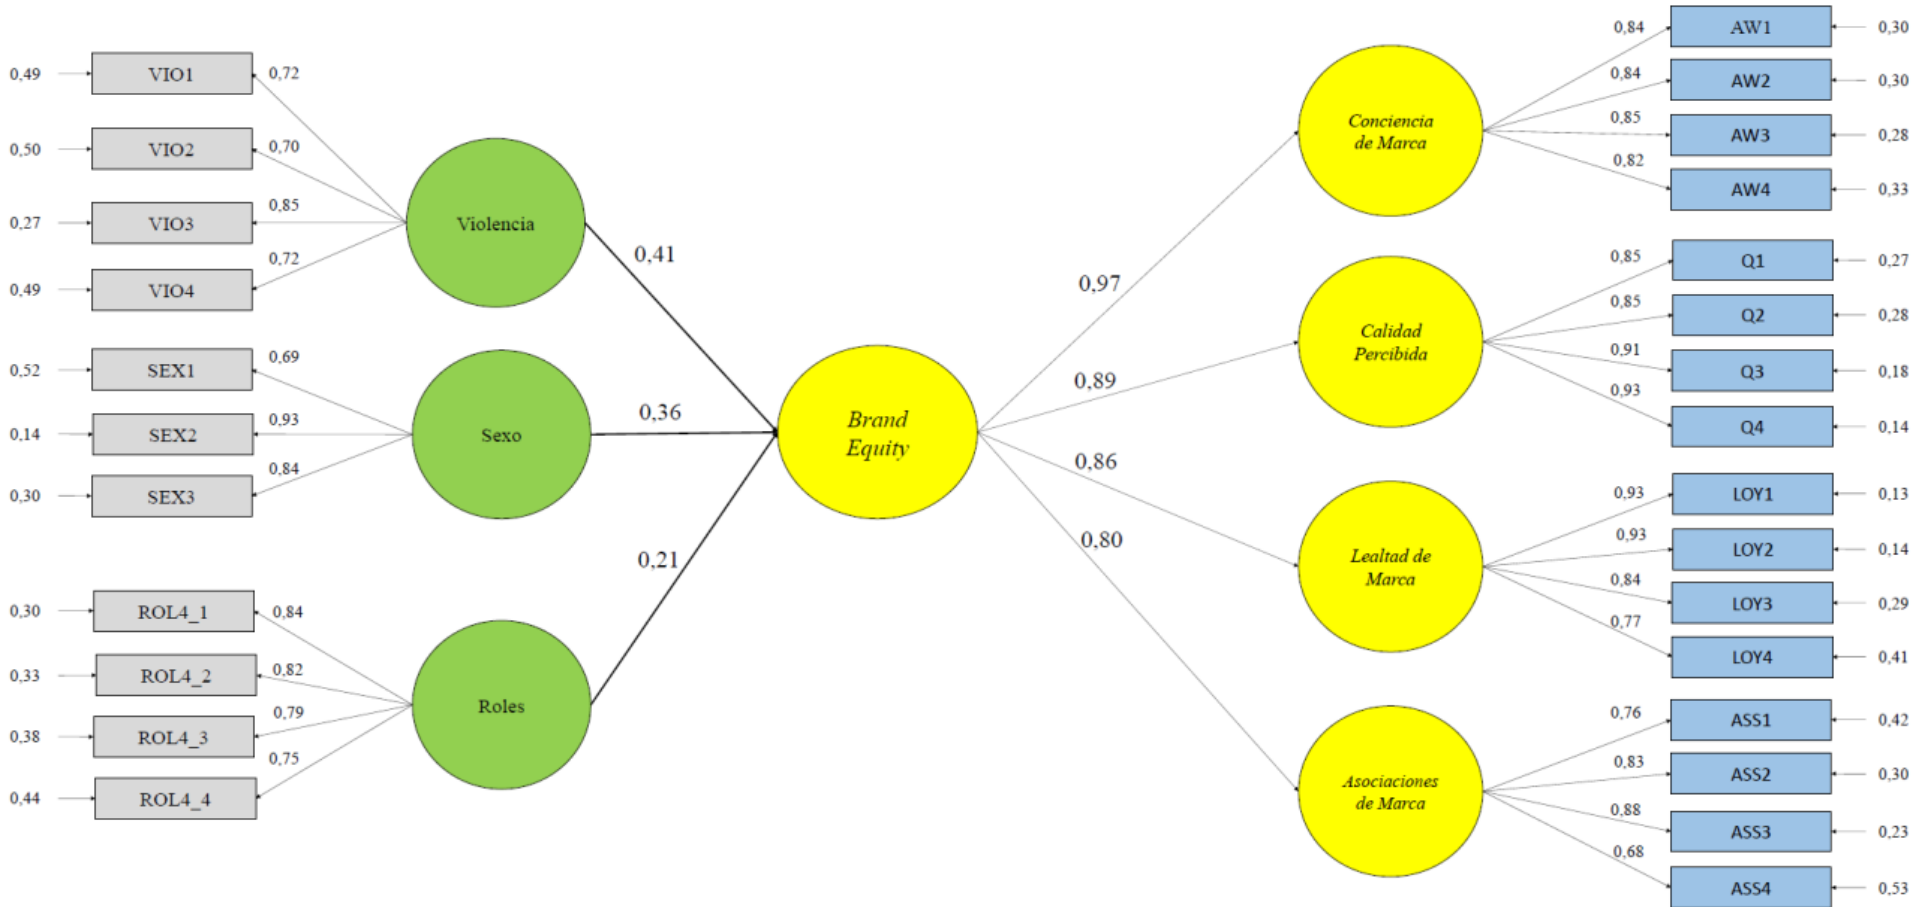 0,49
VIO1
0,72
0,50
VIO2
0,70
0,27
VIO3
0,85
0,49
VIO4
0,72
Violencia
0,41
0,52
SEX1
0,69
0,14
SEX2
0,93
0,30
SEX3
0,84
Sexo
0,36
0,30
ROL4_1
0,84
0,33
ROL4_2
0,82
0,38
ROL4_3
0,79
0,44
ROL4_4
0,75
Roles
0,21
Brand
Equity
0,97
0,89
0,86
0,80
Conciencia
de Marca
0,84
AW1
0,30
0,84
AW2
0,30
0,85
AW3
0,28
0,82
AW4
0,33
Calidad
Percibida
0,85
Q1
0,27
0,85
Q2
0,28
0,91
Q3
0,18
0,93
Q4
0,14
Lealtad de
Marca
0,93
LOY1
0,13
0,93
LOY2
0,14
0,84
LOY3
0,29
0,77
LOY4
0,41
Asociaciones
de Marca
0,76
ASS1
0,42
0,83
ASS2
0,30
0,88
ASS3
0,23
0,68
ASS4
0,53